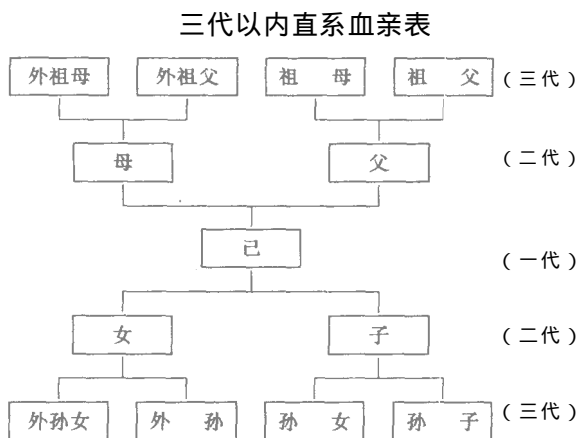 三代以内直系血亲表
外祖母 外祖父 祖 母 祖 父 （三代）
母 父 （二代）
己 （一代）
女 子 （二代）
外孙女 外 孙 孙 女 孙 子 （三代）